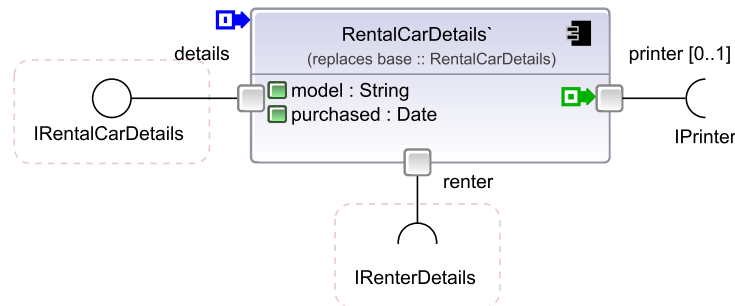 RentalCarDetails`
(replaces base :: RentalCarDetails)
details
printer [0..1]
model : String
purchased : Date
IRentalCarDetails
IPrinter
renter
IRenterDetails